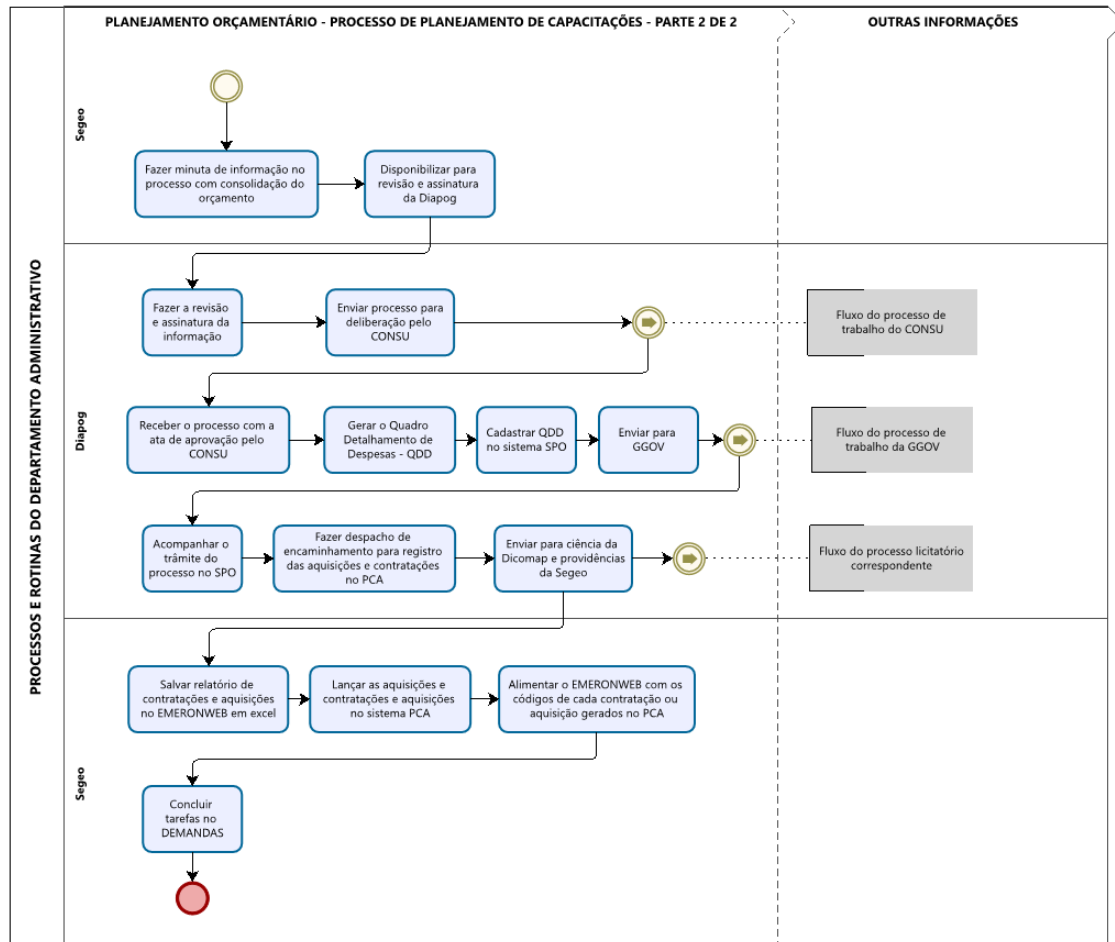 PLANEJAMENTO ORÇAMENTÁRIO - PROCESSO DE PLANEJAMENTO DE CAPACITAÇÕES - PARTE 2 DE 2
OUTRAS INFORMAÇÕES
PROCESSOS E ROTINAS DO DEPARTAMENTO ADMINISTRATIVO
Segeo
Fazer minuta de informação no
processo com consolidação do
orçamento
Disponibilizar para
revisão e assinatura
da Diapog
Diapog
Fazer a revisão
e assinatura da
informação
Enviar processo para
deliberação pelo
CONSU
Fluxo do processo de
trabalho do CONSU
Receber o processo com a
ata de aprovação pelo
CONSU
Gerar o Quadro
Detalhamento de
Despesas - QDD
Cadastrar QDD
no sistema SPO
Enviar para
GGOV
Fluxo do processo de
trabalho da GGOV
Acompanhar o
trâmite do
processo no SPO
Fazer despacho de
encaminhamento para registro
das aquisições e contratações
no PCA
Enviar para ciência da
Dicomap e providências
da Segeo
Fluxo do processo licitatório
correspondente
Segeo
Salvar relatório de
contratações e aquisições
no EMERONWEB em excel
Lançar as aquisições e
contratações e aquisições
no sistema PCA
Alimentar o EMERONWEB com os
códigos de cada contratação ou
aquisição gerados no PCA
Concluir
tarefas no
DEMANDAS